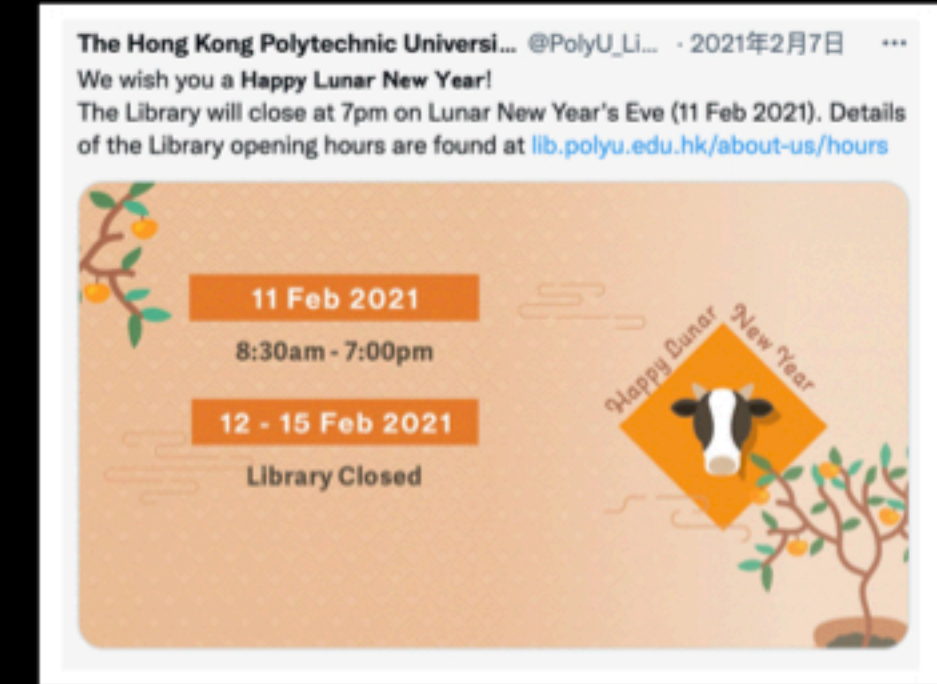 The Hong Kong Polytechnic Universi... @PolyU_Li... · 2021年2月7日 ···
We wish you a Happy Lunar New Year!
The Library will close at 7pm on Lunar New Year's Eve (11 Feb 2021). Details
of the Library opening hours are found at lib.polyu.edu.hk/about-us/hours
11 Feb 2021
8:30am - 7:00pm
12 - 15 Feb 2021
Library Closed
Happy Lunar New Year